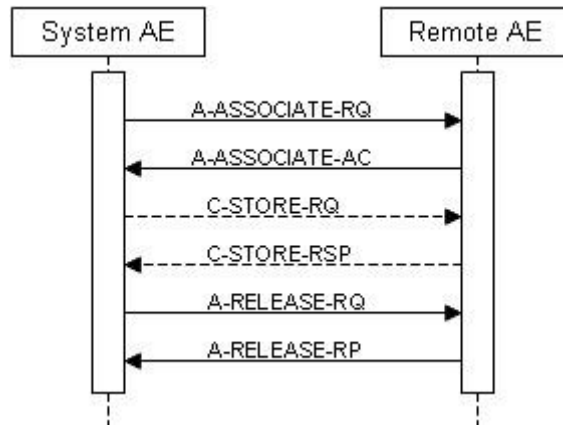 System AE
Remote AE
A-ASSOCIATE-RQ
A-ASSOCIATE-AC
C-STORE-RQ
C-STORE-RSP
A-RELEASE-RQ
A-RELEASE-RP